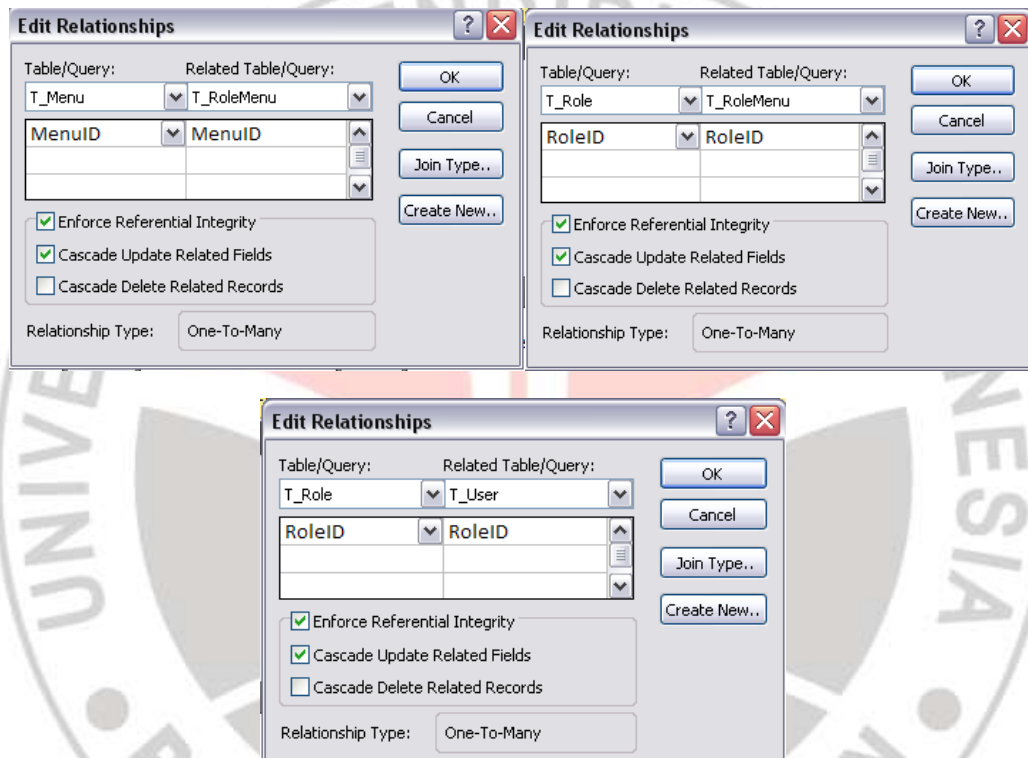 Edit Relationships
Table/Query: Related Table/Query:
T_Menu T_RoleMenu
MenuID MenuID
Enforce Referential Integrity
Cascade Update Related Fields
Cascade Delete Related Records
Relationship Type: One-To-Many
OK
Cancel
Join Type..
Create New..
Edit Relationships
Table/Query: Related Table/Query:
T_Role T_RoleMenu
RoleID RoleID
Enforce Referential Integrity
Cascade Update Related Fields
Cascade Delete Related Records
Relationship Type: One-To-Many
OK
Cancel
Join Type..
Create New..
Edit Relationships
Table/Query: Related Table/Query:
T_Role T_User
RoleID RoleID
Enforce Referential Integrity
Cascade Update Related Fields
Cascade Delete Related Records
Relationship Type: One-To-Many
OK
Cancel
Join Type..
Create New..